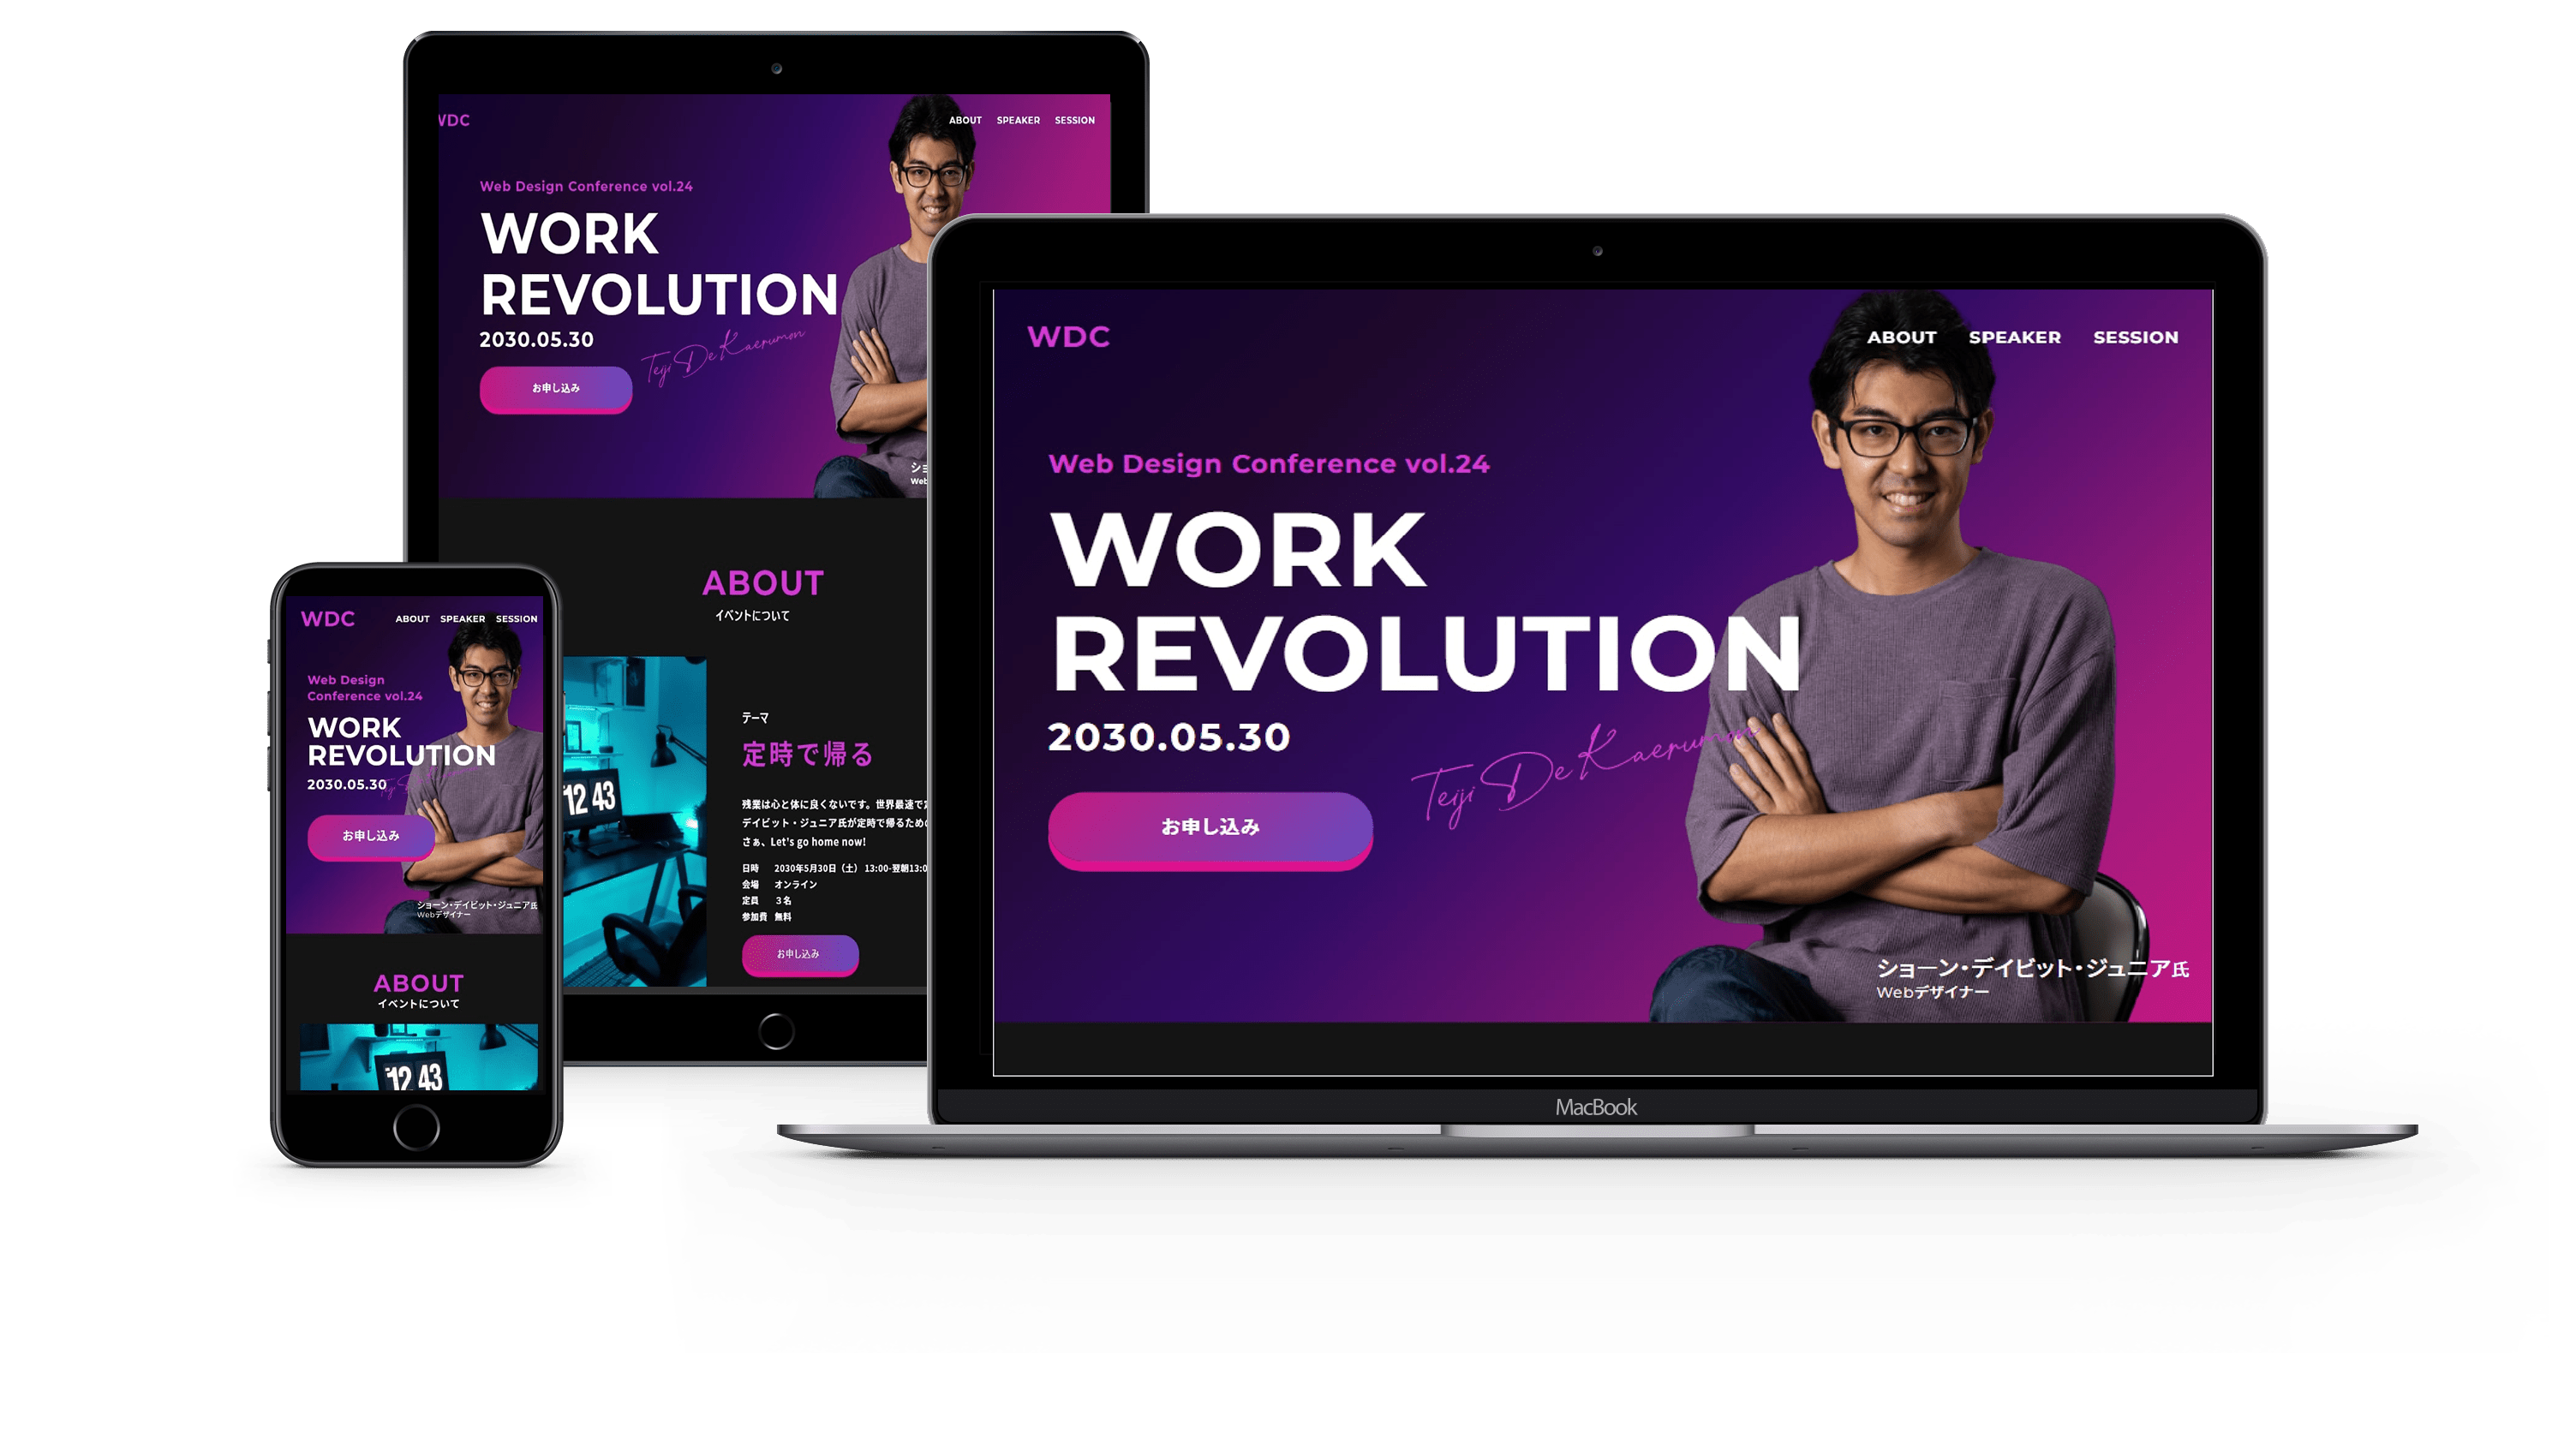 WDC
ABOUT SPEAKER SESSION
Web Design Conference vol.24
WORK
REVOLUTION
2030.05.30
Teiji De Kaerumon
お申し込み
ABOUT
イベントについて
テーマ
定時で帰る
残業は心と体に良くないです。世界最速で
デイビット・ジュニア氏が定時で帰るため
さぁ、Let's go home now!
日時 2030年5月30日（土） 13:00-翌朝13:0
会場 オンライン
定員 3名
参加費 無料
お申し込み
12 43
WDC
ABOUT SPEAKER SESSION
Web Design
Conference vol.24
WORK
REVOLUTION
2030.05.30
お申し込み
ショーン・デイビット・ジュニア氏
Webデザイナー
ABOUT
イベントについて
12 43
WDC
ABOUT SPEAKER SESSION
Web Design Conference vol.24
WORK
REVOLUTION
2030.05.30
Teiji De Kaerumon
お申し込み
ショーン・デイビット・ジュニア氏
Webデザイナー
MacBook